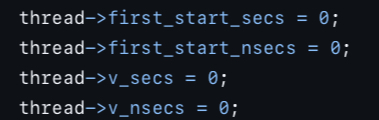 thread->first_start_secs = 0;
thread->first_start_nsecs = 0;
thread->v_secs = 0;
thread->v_nsecs = 0;